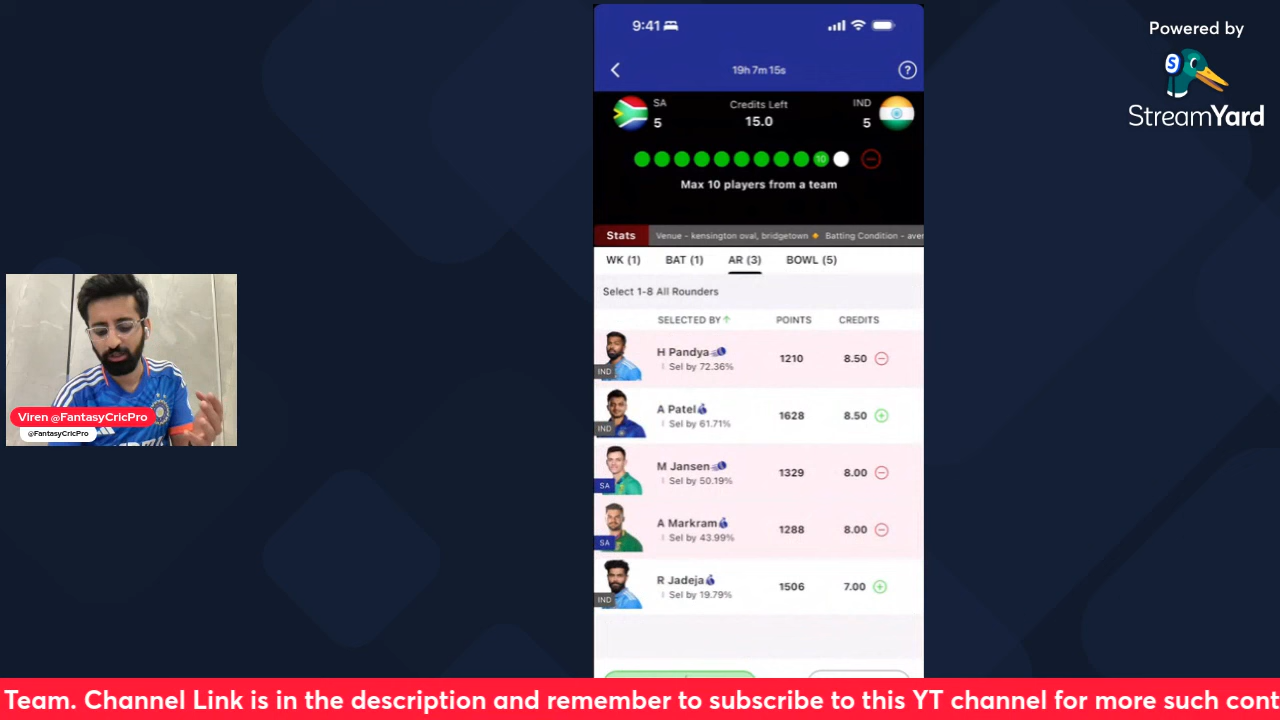 Powered by
StreamYard
9:41
19h 7m 15s
?
SA
5
Credits Left
15.0
IND
5
10
Max 10 players from a team
Stats
Venue - kensington oval, bridgetown
Batting Condition - aver
WK (1)
BAT (1)
AR (3)
BOWL (5)
Select 1-8 All Rounders
SELECTED BY
POINTS
CREDITS
H Pandya
Sel by 72.36%
1210
8.50
IND
A Patel
Sel by 61.71%
1628
8.50
IND
M Jansen
Sel by 50.19%
1329
8.00
SA
A Markram
Sel by 43.99%
1288
8.00
SA
R Jadeja
Sel by 19.79%
1506
7.00
IND
Viren @FantasyCricPro
@FantasyCricPro
Team. Channel Link is in the description and remember to subscribe to this YT channel for more such cont